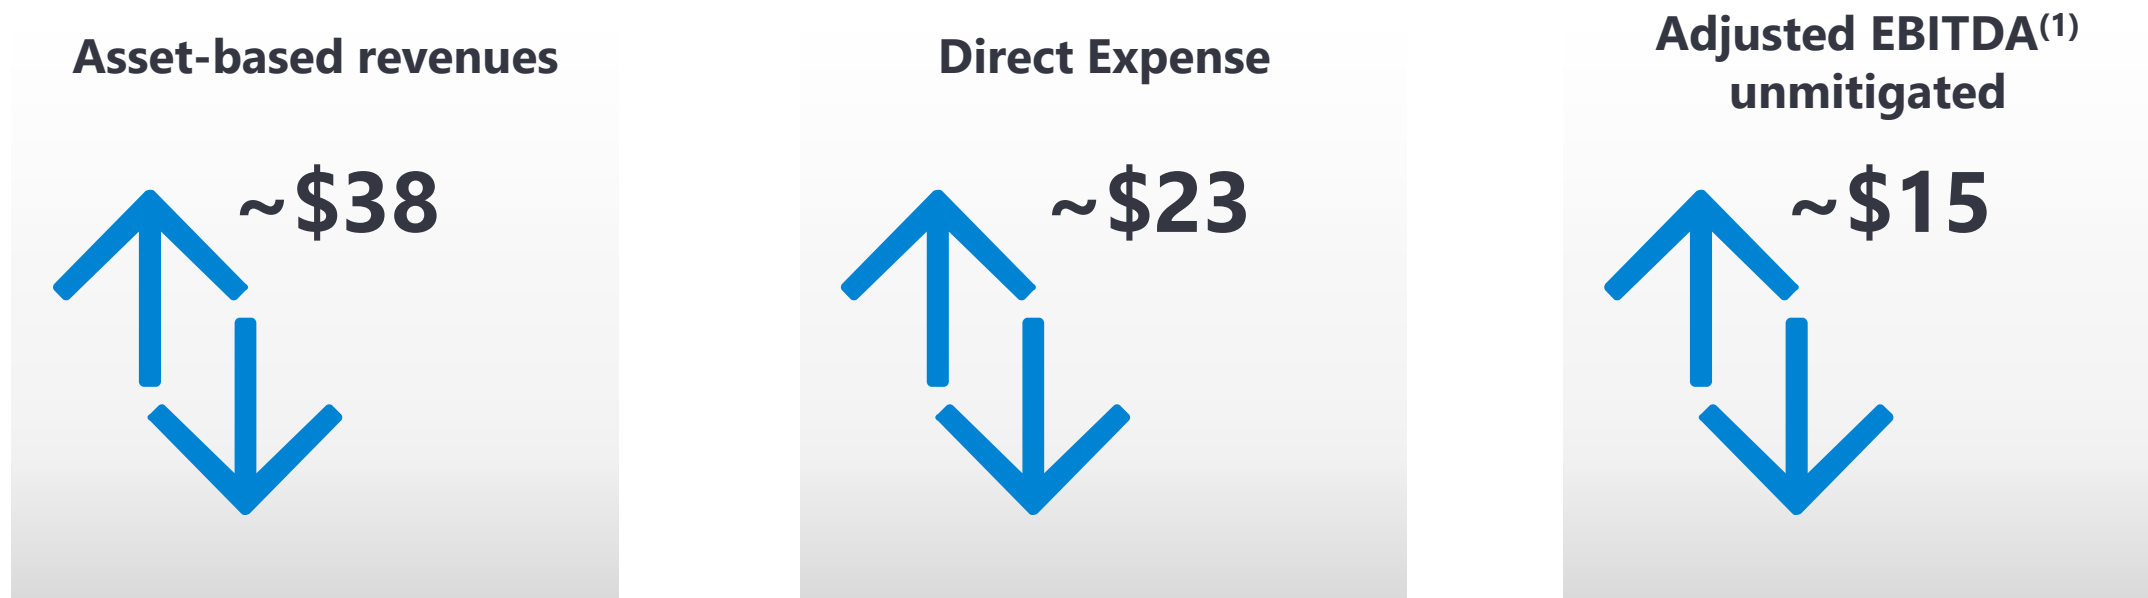 Asset-based revenues
~$38
Direct Expense
~$23
Adjusted EBITDA(1)
unmitigated
~$15